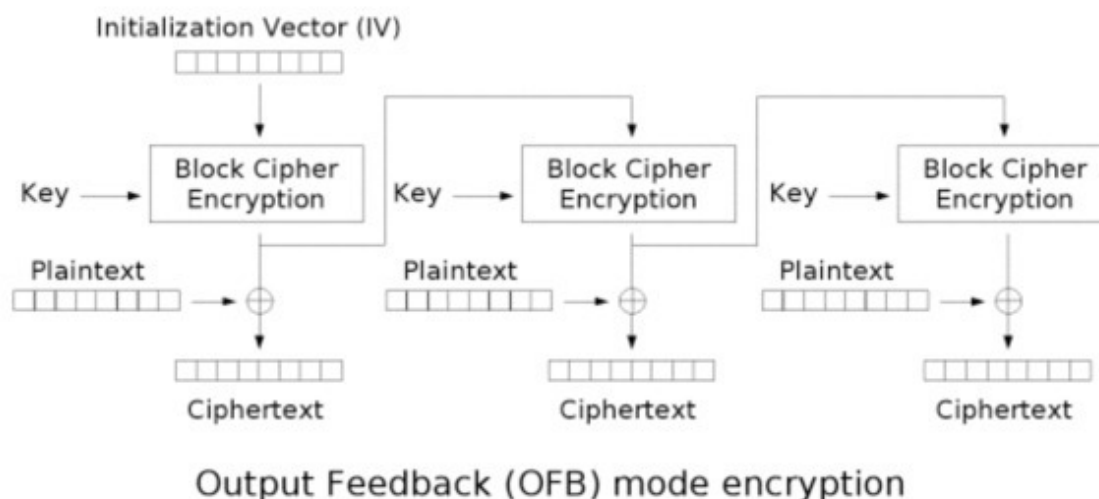 Initialization Vector (IV)
Block Cipher
Encryption
Block Cipher
Encryption
Block Cipher
Encryption
Key
Key
Key
Plaintext
Plaintext
Plaintext
Ciphertext
Ciphertext
Ciphertext
Output Feedback (OFB) mode encryption